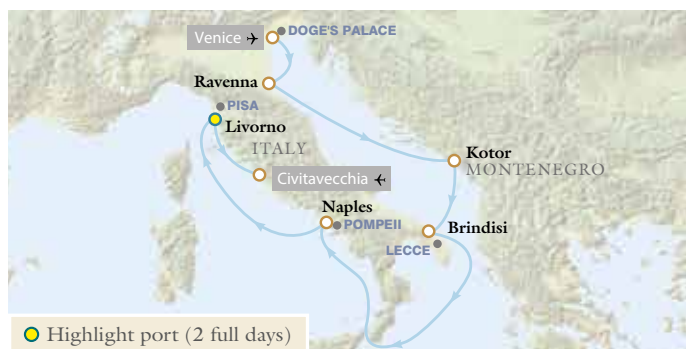 Venice
DOGE'S PALACE
Ravenna
PISA
Livorno
ITALY
Kotor
MONTENEGRO
Civitavecchia
Naples
POMPEII
Brindisi
LECCE
Highlight port (2 full days)